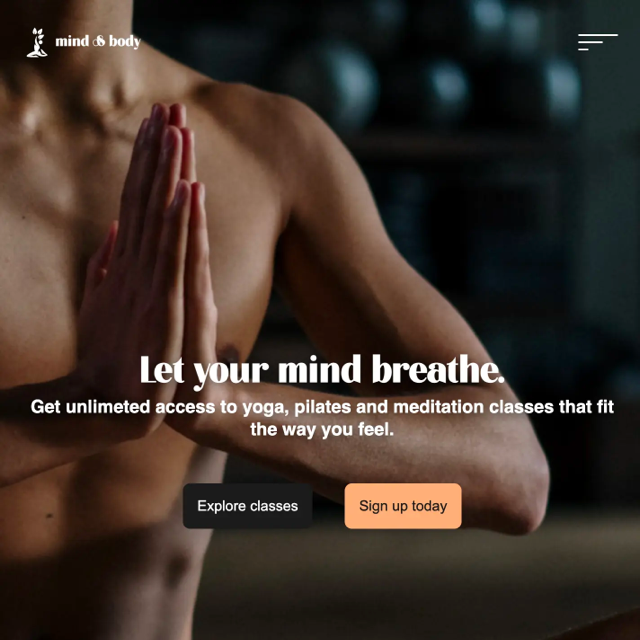 mind & body
Let your mind breathe.
Get unlimeted access to yoga, pilates and meditation classes that fit
the way you feel.
Explore classes
Sign up today